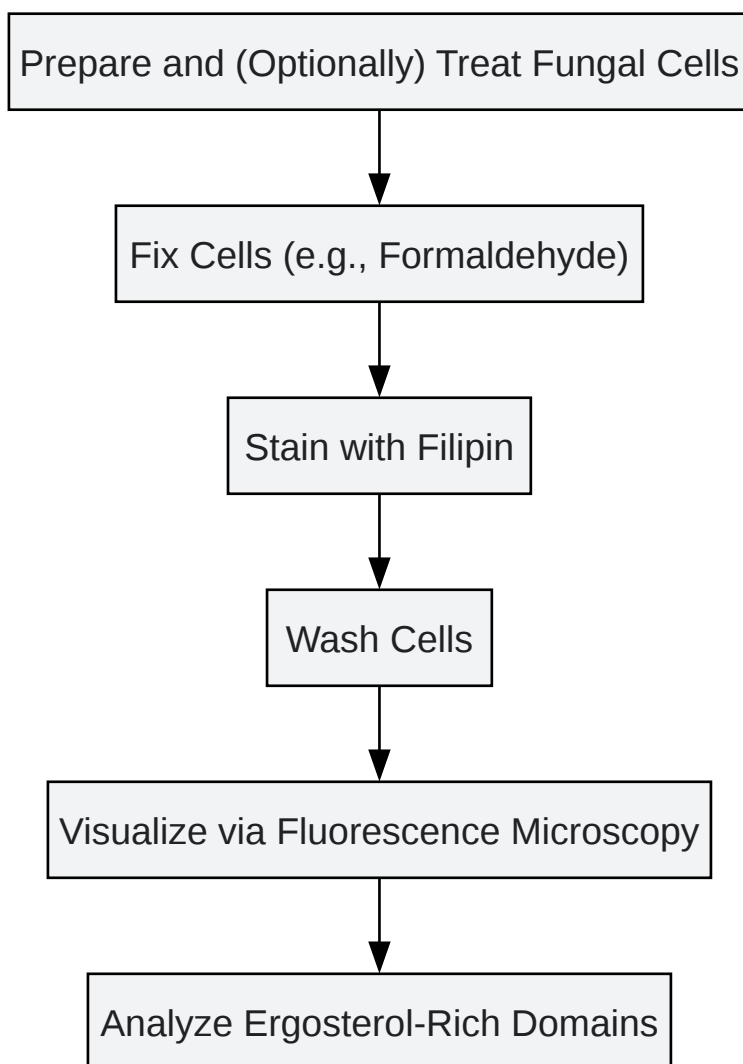 Prepare and (Optionally) Treat Fungal Cells
Fix Cells (e.g., Formaldehyde)
Stain with Filipin
Wash Cells
Visualize via Fluorescence Microscopy
Analyze Ergosterol-Rich Domains